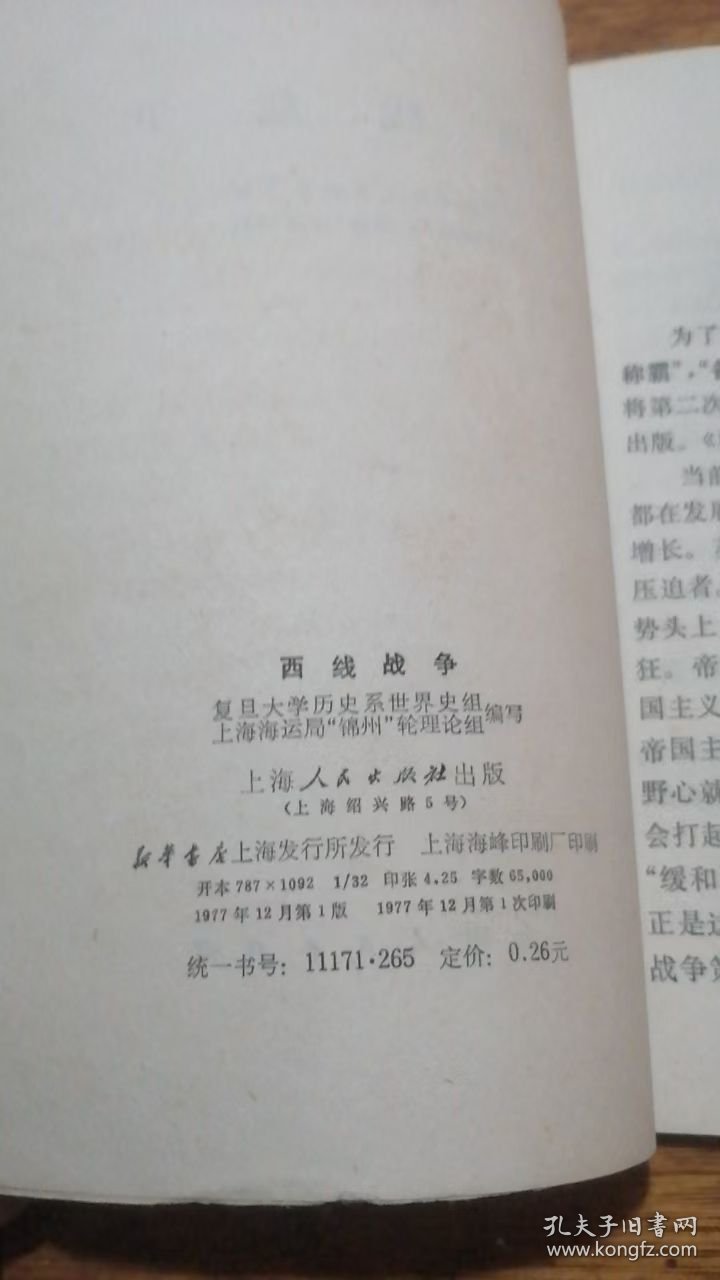 西线战争
复旦大学历史系世界史组
上海海运局“锦州”轮理论组编写
上海人民出版社出版
（上海绍兴路5号）
新华书店上海发行所发行 上海海峰印刷厂印刷
开本 787×1092 1/32 印张 4.25 字数 65,000
1977年12月第1版 1977年12月第1次印刷
统一书号：11171·265 定价：0.26元
为了
称霸”，“
将第二次
出版。《
当前
都在发展
增长。
压迫者
势头上
狂。帝
国主义
帝国主
野心就
会打起
“缓和
正是这
战争
孔夫子旧书网
www.kongfz.com